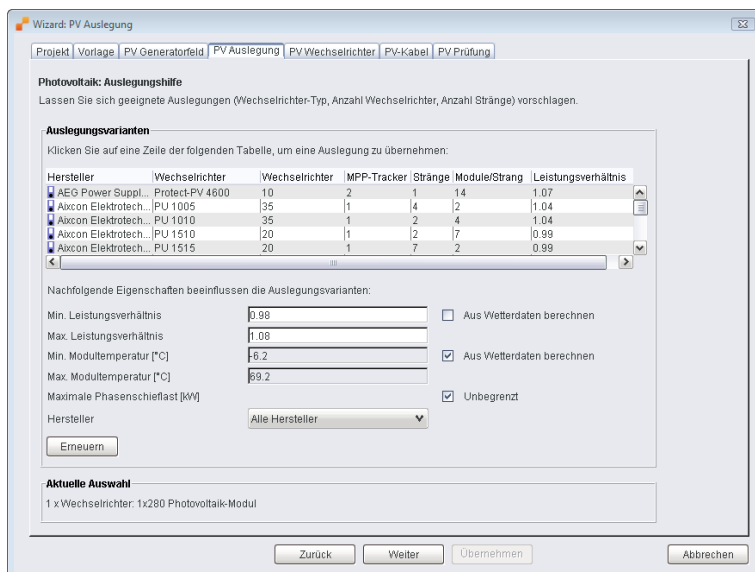 Wizard: PV Auslegung
Projekt Vorlage PV Generatorfeld PV Auslegung PV Wechselrichter PV-Kabel PV Prüfung
Photovoltaik: Auslegungshilfe
Lassen Sie sich geeignete Auslegungen (Wechselrichter-Typ, Anzahl Wechselrichter, Anzahl Stränge) vorschlagen.
Auslegungsvarianten
Klicken Sie auf eine Zeile der folgenden Tabelle, um eine Auslegung zu übernehmen:
Hersteller Wechselrichter Wechselrichter MPP-Tracker Stränge Module/Strang Leistungsverhältnis
AEG Power Suppl... Protect-PV 4600 10 2 1 14 1.07
Aixcon Elektrotech... PU 1005 35 1 4 2 1.04
Aixcon Elektrotech... PU 1010 35 1 2 4 1.04
Aixcon Elektrotech... PU 1510 20 1 2 7 0.99
Aixcon Elektrotech... PU 1515 20 1 7 2 0.99
Nachfolgende Eigenschaften beeinflussen die Auslegungsvarianten:
Min. Leistungsverhältnis 0.98 Aus Wetterdaten berechnen
Max. Leistungsverhältnis 1.08
Min. Modultemperatur [°C] -6.2 Aus Wetterdaten berechnen
Max. Modultemperatur [°C] 69.2
Maximale Phasenschieflast [kW] Unbegrenzt
Hersteller Alle Hersteller
Erneuern
Aktuelle Auswahl
1 x Wechselrichter: 1x280 Photovoltaik-Modul
Zurück Weiter Übernehmen Abbrechen